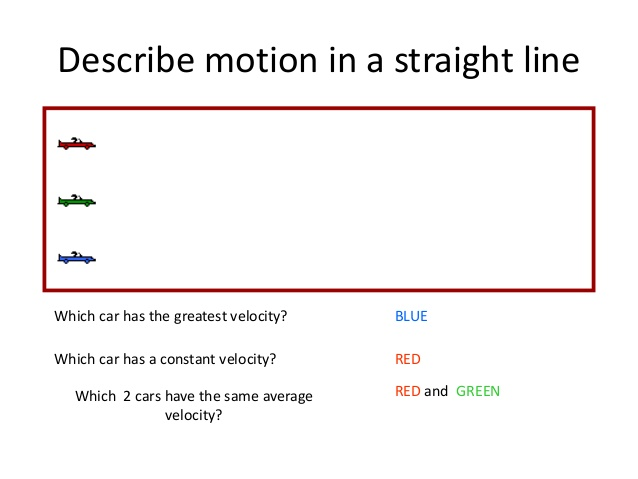 Describe motion in a straight line
Which car has the greatest velocity? BLUE
Which car has a constant velocity? RED
Which 2 cars have the same average RED and GREEN
velocity?